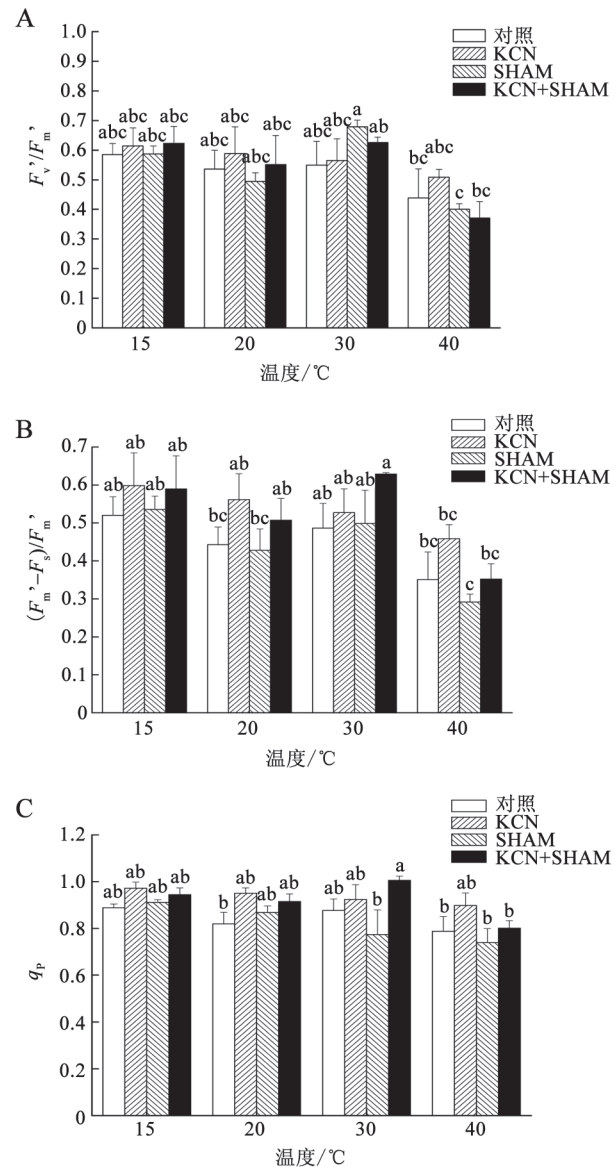 A
对照
KCN
SHAM
KCN+SHAM
1
0.9
0.8
0.7
0.6
0.5
0.4
0.3
0.2
0.1
0
Fv’/Fm’
abc abc abc abc
abc abc abc abc
abc abc a ab
bc abc c bc
15 20 30 40
温度/℃
B
对照
KCN
SHAM
KCN+SHAM
0.7
0.6
0.5
0.4
0.3
0.2
0.1
0
(Fm’-Fs)/Fm’
ab ab ab ab
bc ab bc ab
ab ab ab a
bc bc c bc
15 20 30 40
温度/℃
C
对照
KCN
SHAM
KCN+SHAM
1.2
1.0
0.8
0.6
0.4
0.2
0
qP
ab ab ab ab
b ab ab ab
ab ab b a
b ab b b
15 20 30 40
温度/℃